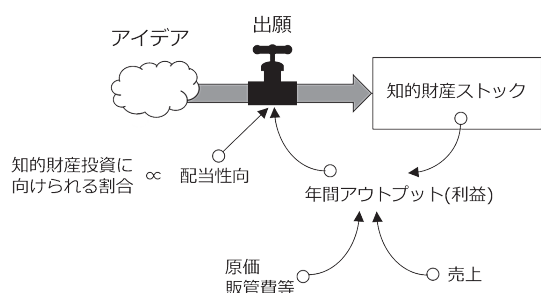 出願
アイデア
知的財産ストック
知的財産投資に
向けられる割合
∝
配当性向
年間アウトプット(利益)
原価
販管費等
売上